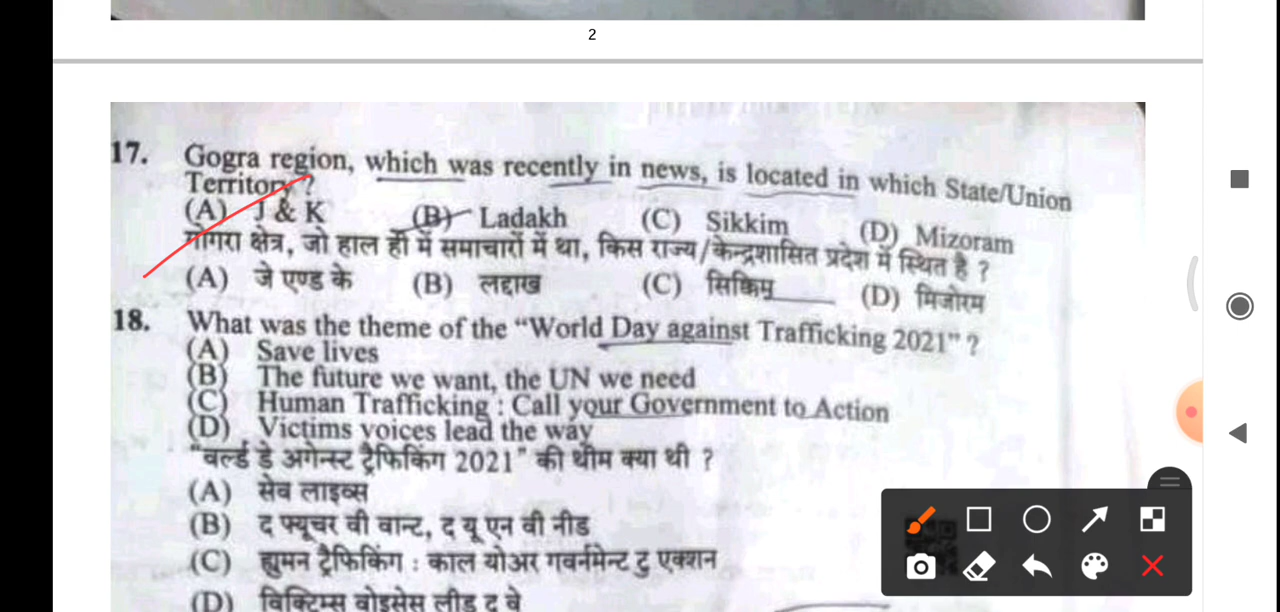 2
17. Gogra region, which was recently in news, is located in which State/Union
Territory ?
(A) J & K (B) Ladakh (C) Sikkim (D) Mizoram
गोगरा क्षेत्र, जो हाल ही में समाचारों में था, किस राज्य/केन्द्रशासित प्रदेश में स्थित है ?
(A) जे एण्ड के (B) लद्दाख (C) सिक्किम (D) मिजोरम
18. What was the theme of the “World Day against Trafficking 2021” ?
(A) Save lives
(B) The future we want, the UN we need
(C) Human Trafficking : Call your Government to Action
(D) Victims voices lead the way
“वर्ल्ड डे अगेन्स्ट ट्रैफिकिंग 2021” की थीम क्या थी ?
(A) सेव लाइव्स
(B) द फ्यूचर वी वान्ट, द यू एन वी नीड
(C) ह्युमन ट्रैफिकिंग : काल योअर गवर्नमेन्ट टु एक्शन
(D) विक्टिम्स वोइसेस लीड द वे